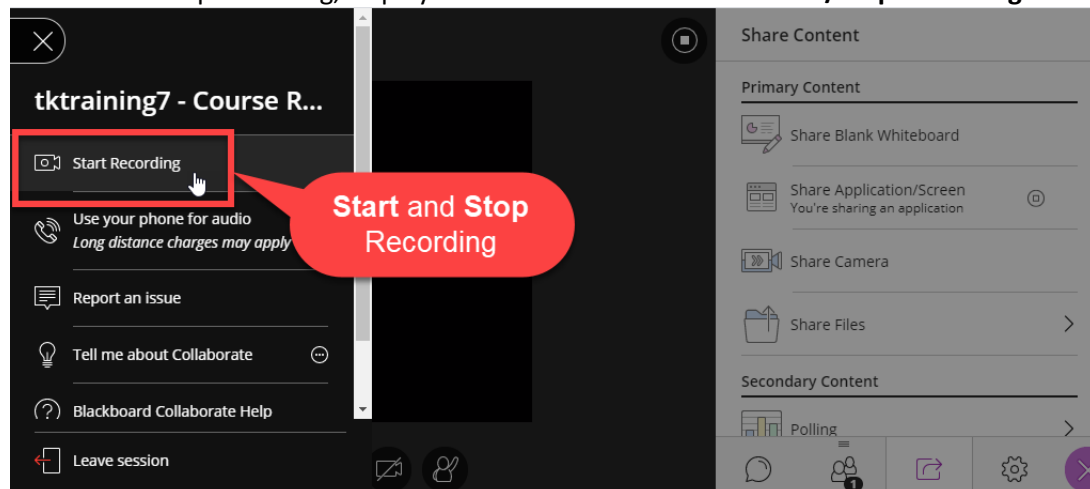 tktraining7 - Course R...
Start Recording
Use your phone for audio
Long distance charges may apply
Report an issue
Tell me about Collaborate
Blackboard Collaborate Help
Leave session
Start and Stop
Recording
Share Content
Primary Content
Share Blank Whiteboard
Share Application/Screen
You're sharing an application
Share Camera
Share Files
Secondary Content
Polling
1